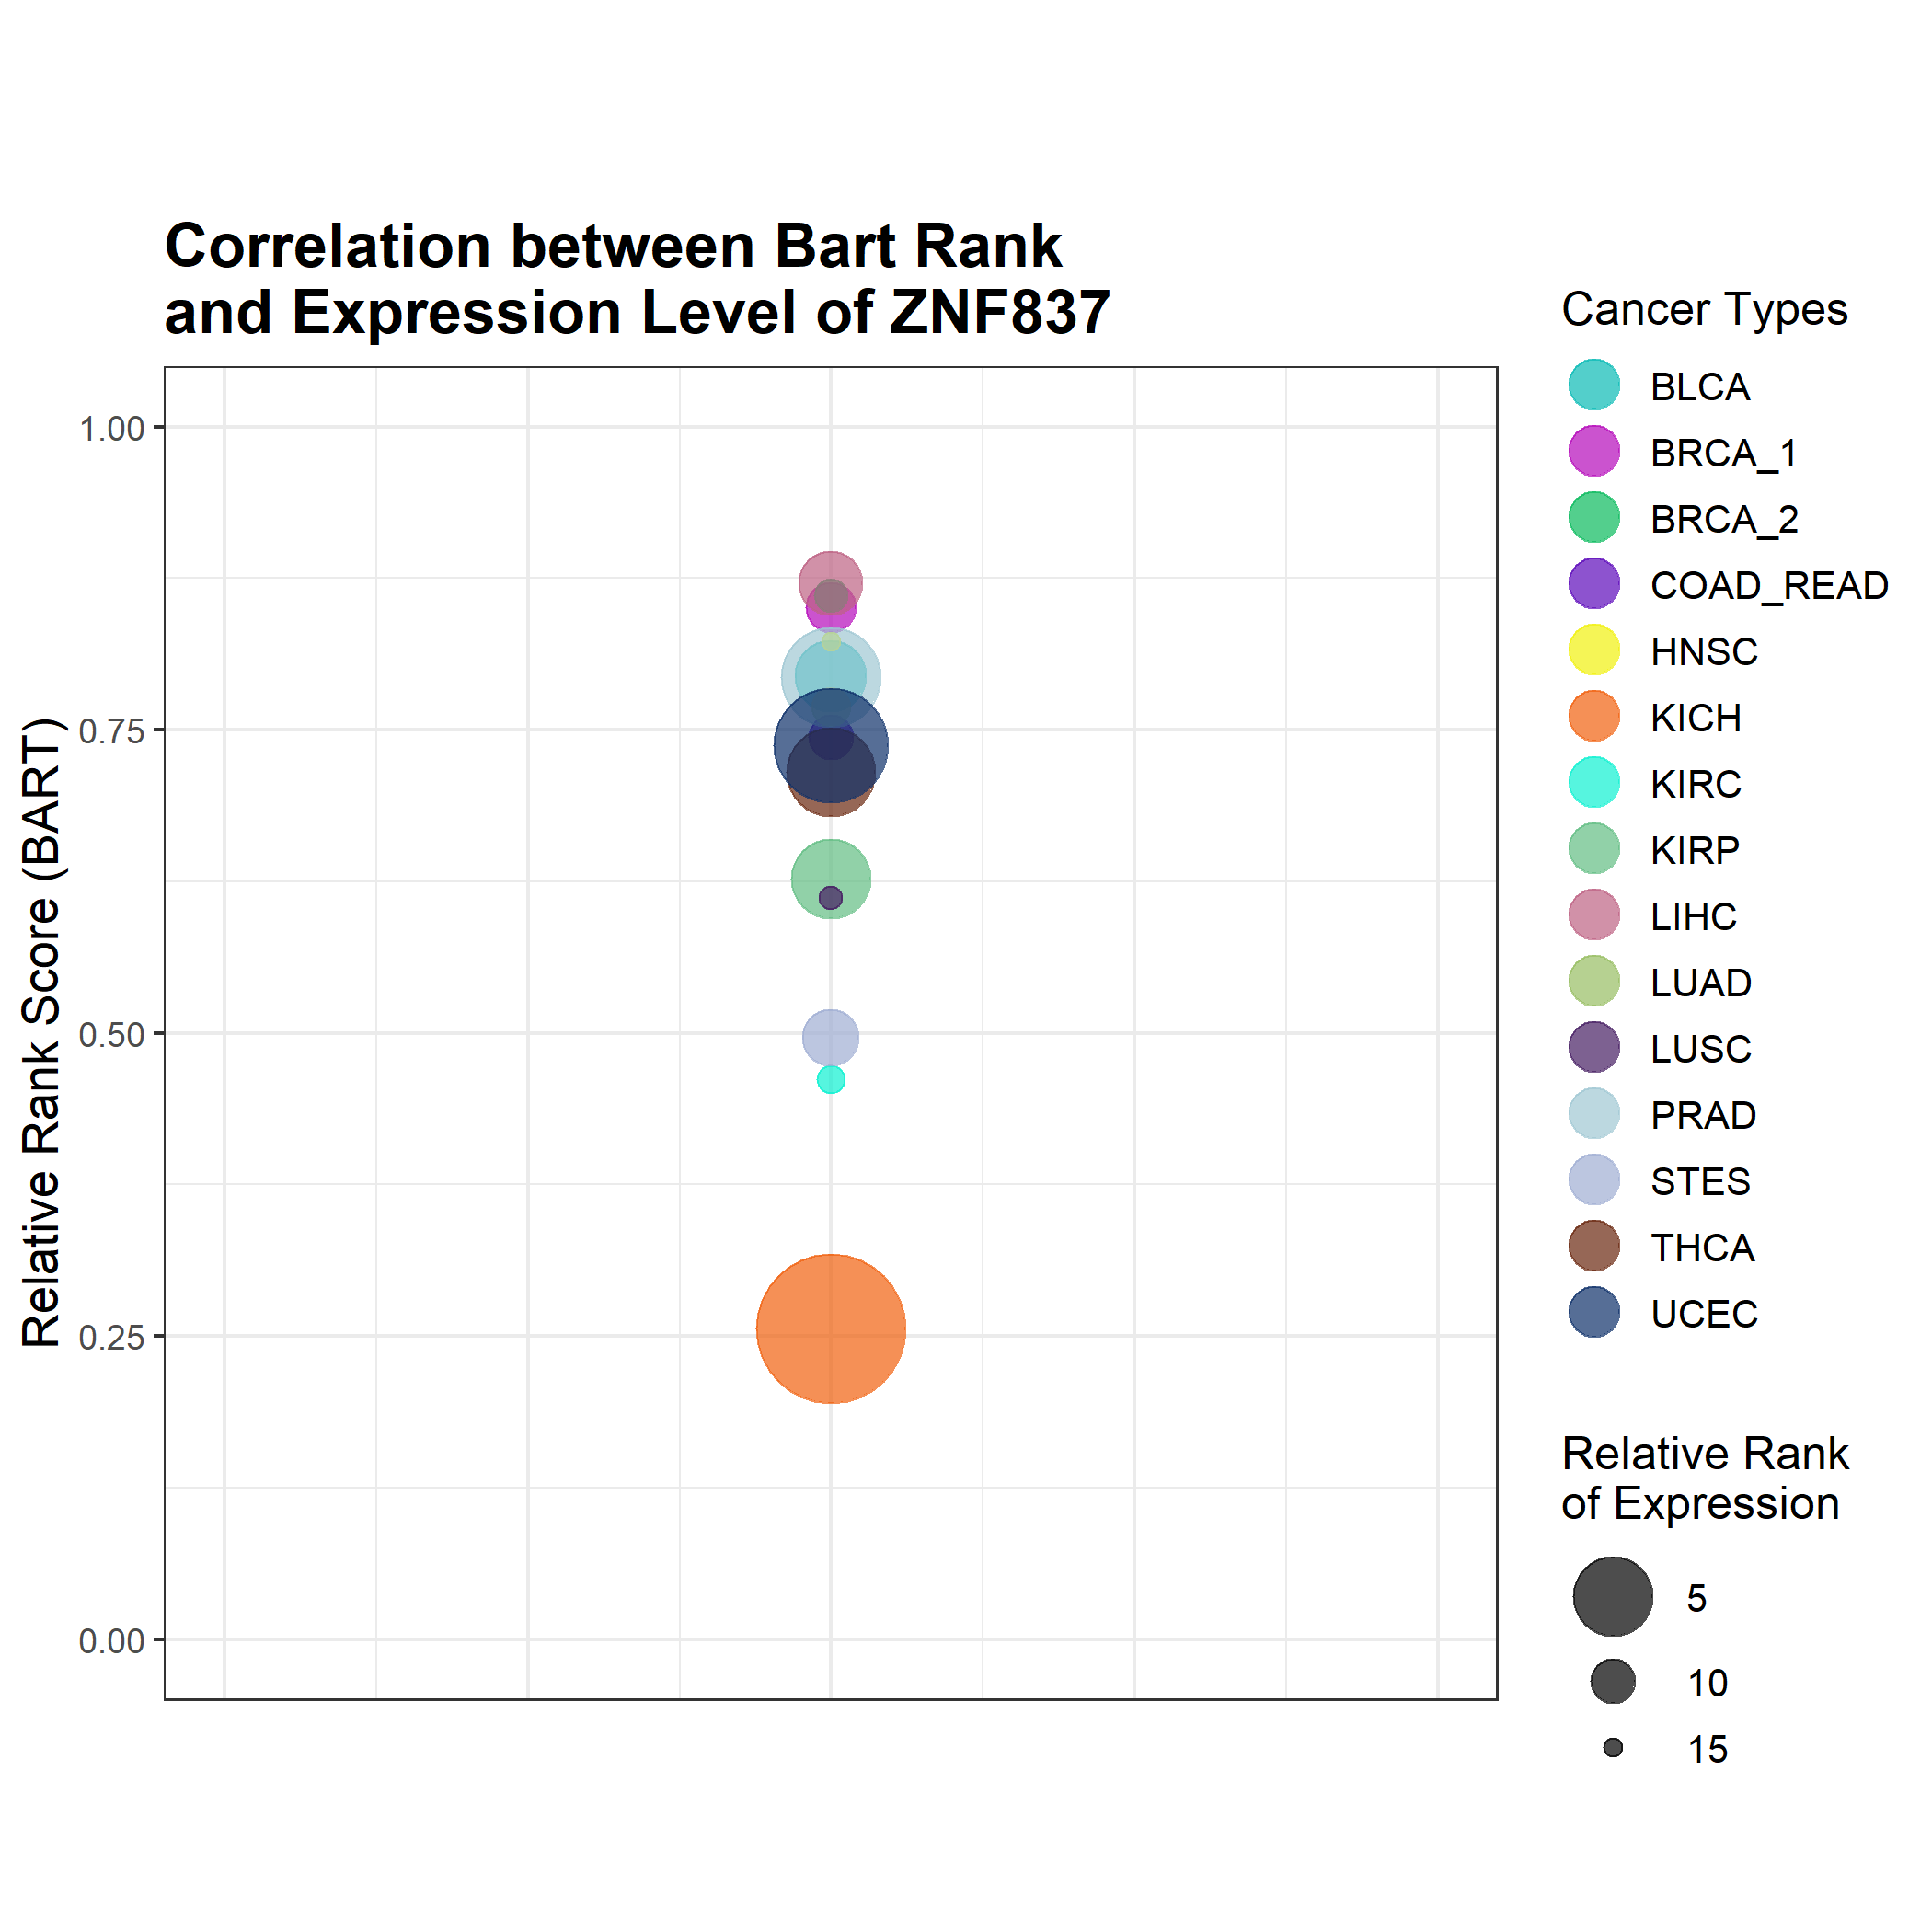 Correlation between Bart Rank
and Expression Level of ZNF837
Relative Rank Score (BART)
1.00
0.75
0.50
0.25
0.00
Cancer Types
BLCA
BRCA_1
BRCA_2
COAD_READ
HNSC
KICH
KIRC
KIRP
LIHC
LUAD
LUSC
PRAD
STES
THCA
UCEC
Relative Rank
of Expression
5
10
15